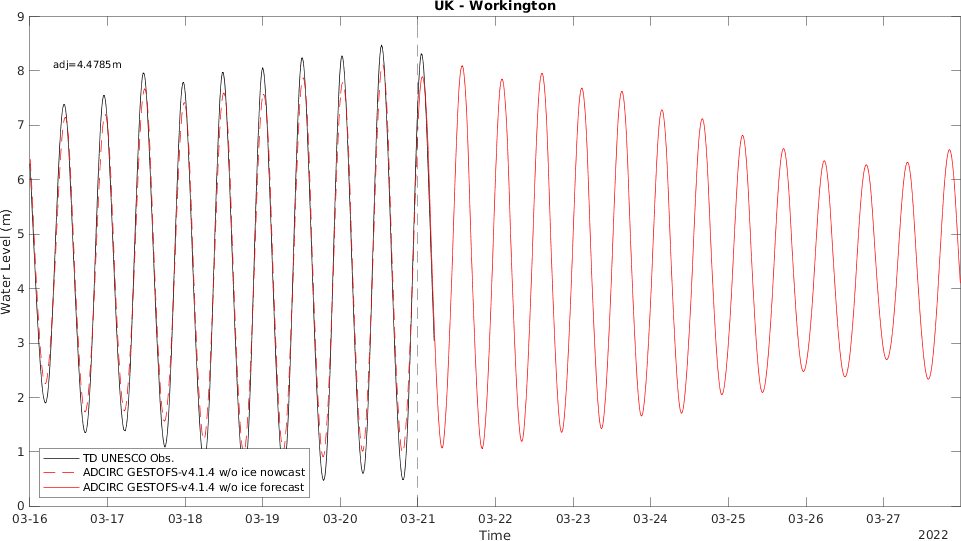 UK - Workington
adj=4.4785m
Water Level (m)
9
8
7
6
5
4
3
2
1
0
TD UNESCO Obs.
ADCIRC GESTOFS-v4.1.4 w/o ice nowcast
ADCIRC GESTOFS-v4.1.4 w/o ice forecast
03-16 03-17 03-18 03-19 03-20 03-21 03-22 03-23 03-24 03-25 03-26 03-27
Time
2022